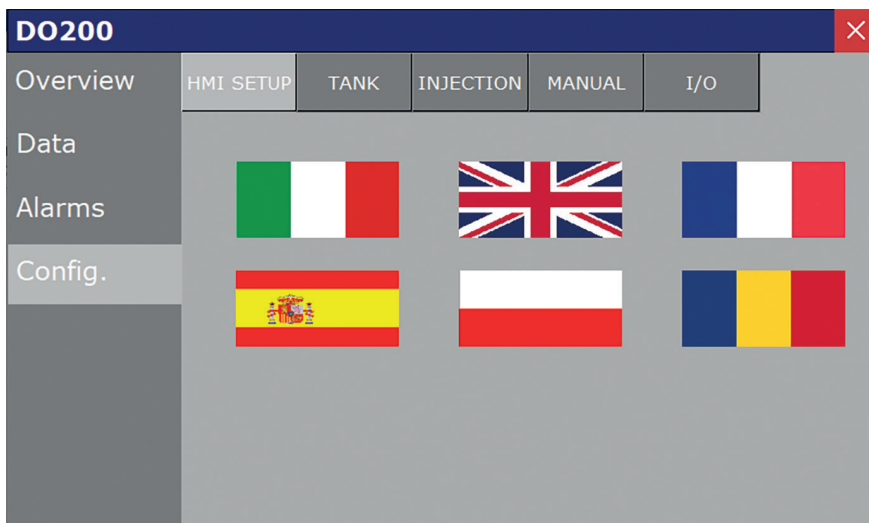 DO200
Overview
Data
Alarms
Config.
HMI SETUP
TANK
INJECTION
MANUAL
I/O